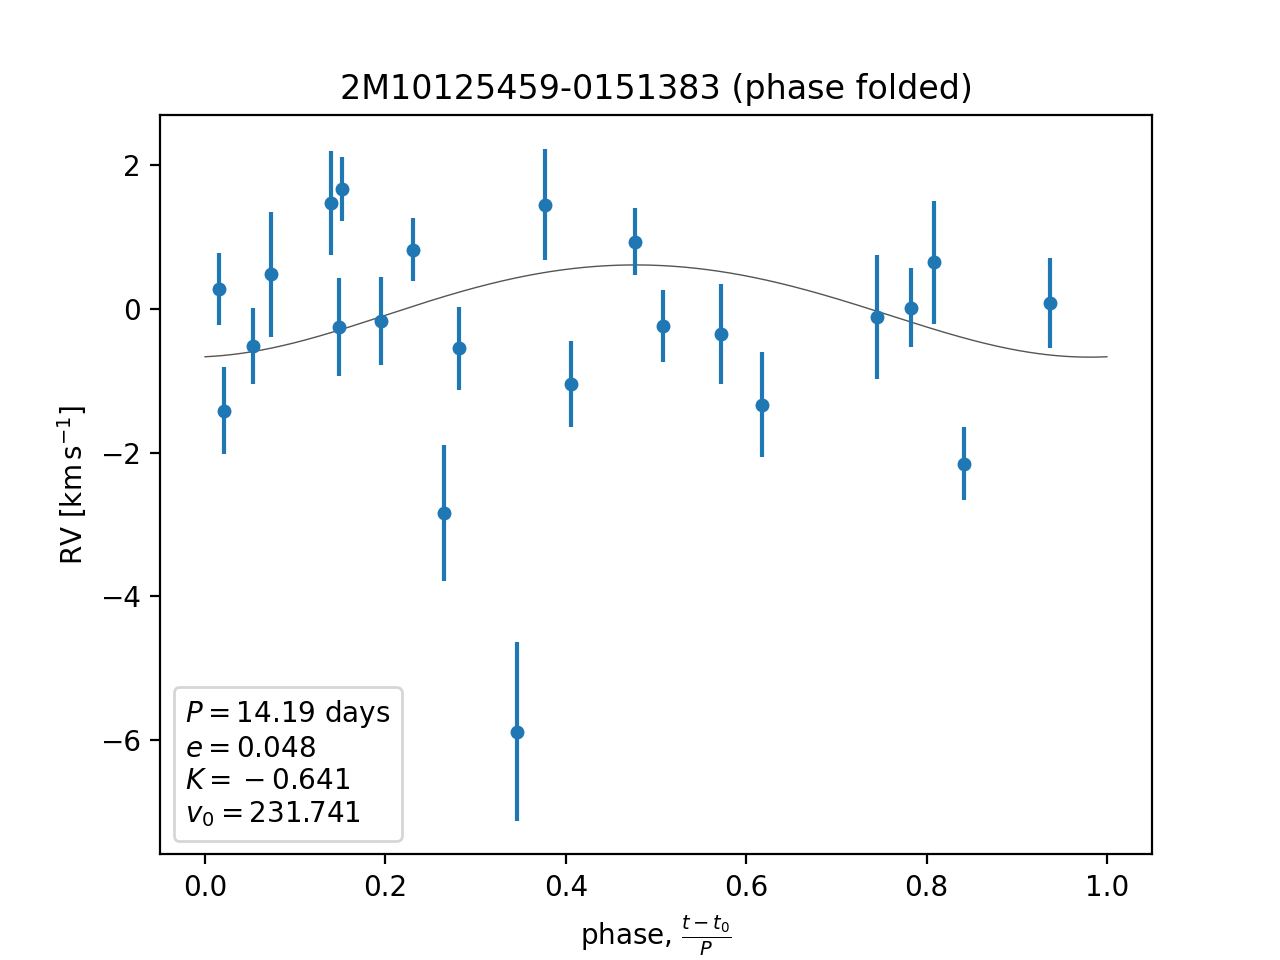 2M10125459-0151383 (phase folded)
RV [km s⁻¹]
2
0
−2
−4
−6
P = 14.19 days
e = 0.048
K = −0.641
v₀ = 231.741
0.0 0.2 0.4 0.6 0.8 1.0
phase, (t − t₀)/P